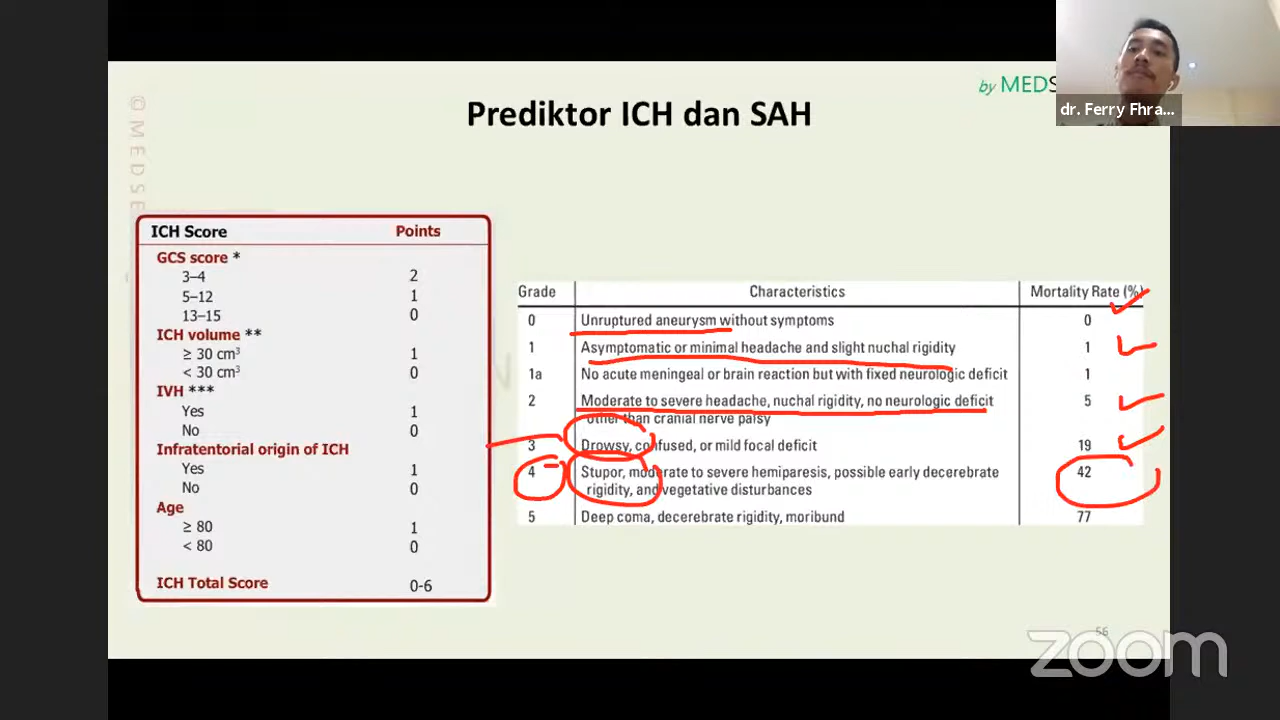 by MEDS
dr. Ferry Fhra...
Prediktor ICH dan SAH
© MEDSE
ICH Score Points
GCS score *
3–4 2
5–12 1
13–15 0
ICH volume **
≥ 30 cm³ 1
< 30 cm³ 0
IVH ***
Yes 1
No 0
Infratentorial origin of ICH
Yes 1
No 0
Age
≥ 80 1
< 80 0
ICH Total Score 0-6
Grade Characteristics Mortality Rate (%)
0 Unruptured aneurysm without symptoms 0
1 Asymptomatic or minimal headache and slight nuchal rigidity 1
1a No acute meningeal or brain reaction but with fixed neurologic deficit 1
2 Moderate to severe headache, nuchal rigidity, no neurologic deficit 5
other than cranial nerve palsy
3 Drowsy, confused, or mild focal deficit 19
4 Stupor, moderate to severe hemiparesis, possible early decerebrate 42
rigidity, and vegetative disturbances
5 Deep coma, decerebrate rigidity, moribund 77
56
zoom